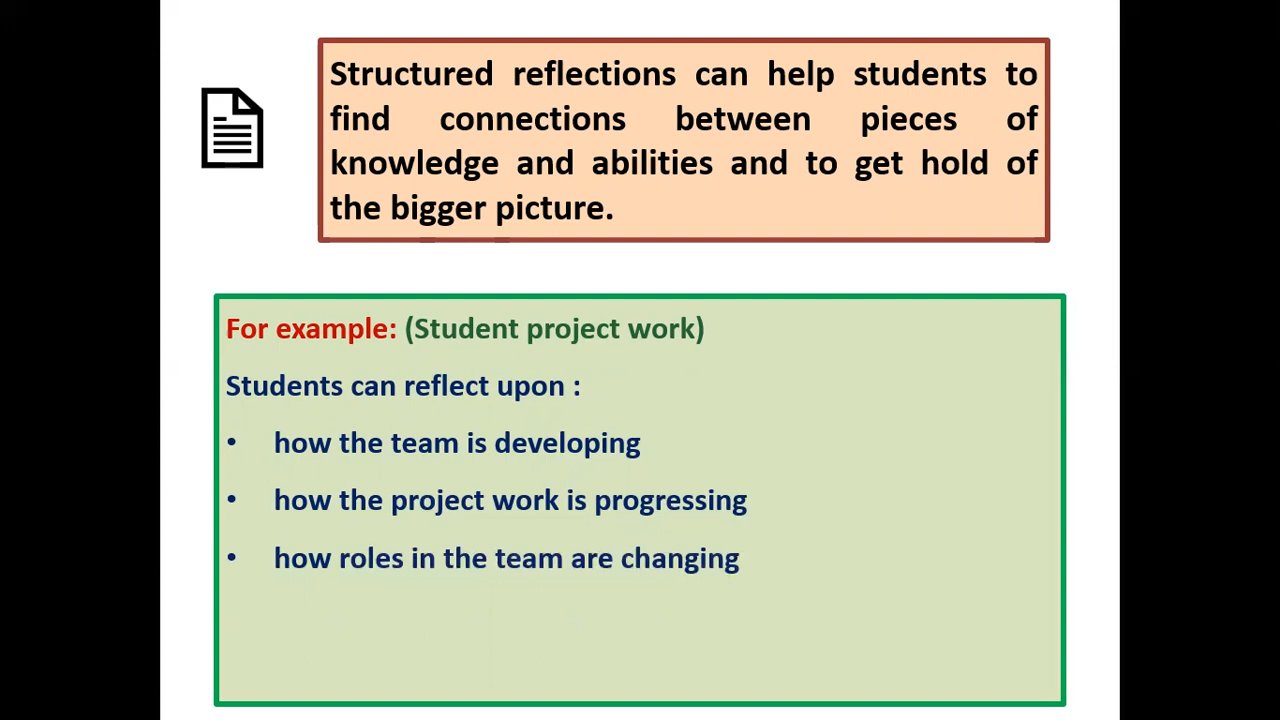 Structured reflections can help students to
find connections between pieces of
knowledge and abilities and to get hold of
the bigger picture.
For example: (Student project work)
Students can reflect upon :
• how the team is developing
• how the project work is progressing
• how roles in the team are changing